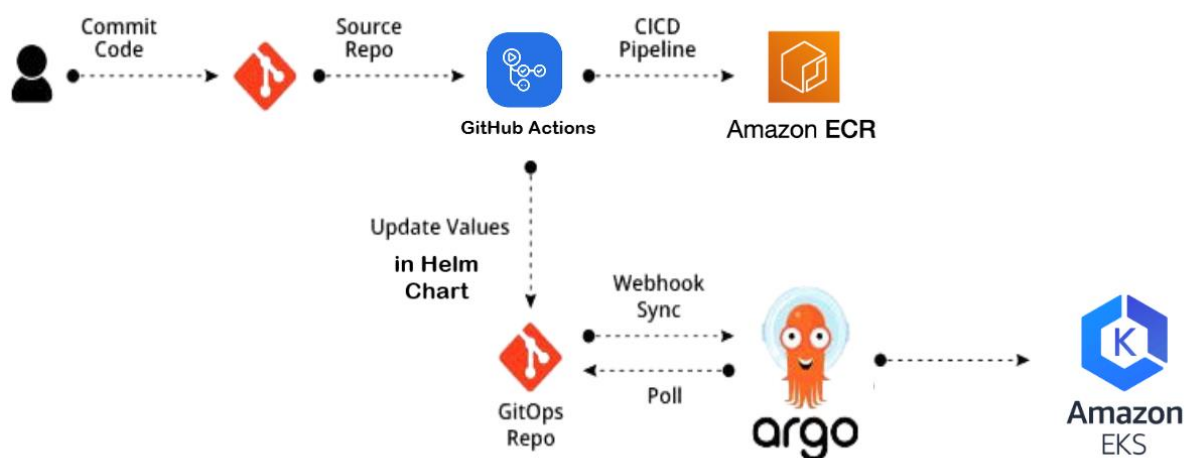 Commit
Code
Source
Repo
CICD
Pipeline
GitHub Actions
Amazon ECR
Update Values
in Helm
Chart
Webhook
Sync
Poll
GitOps
Repo
argo
K
Amazon
EKS